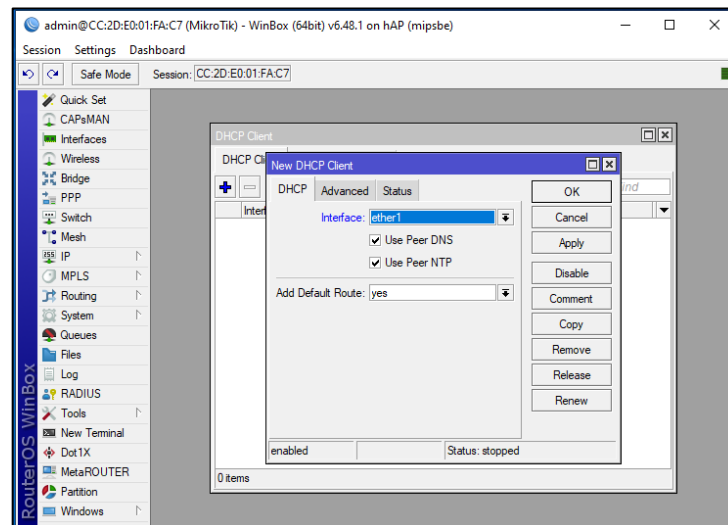 admin@CC:2D:E0:01:FA:C7 (MikroTik) - WinBox (64bit) v6.48.1 on hAP (mipsbe)
Session Settings Dashboard
Safe Mode Session: CC:2D:E0:01:FA:C7
Quick Set
CAPsMAN
Interfaces
Wireless
Bridge
PPP
Switch
Mesh
IP
MPLS
Routing
System
Queues
Files
Log
RADIUS
Tools
New Terminal
Dot1X
MetaROUTER
Partition
Windows
RouterOS WinBox
DHCP Client
DHCP Cli
Interf
0 items
New DHCP Client
DHCP Advanced Status
Interface: ether1
Use Peer DNS
Use Peer NTP
Add Default Route: yes
enabled Status: stopped
OK
Cancel
Apply
Disable
Comment
Copy
Remove
Release
Renew